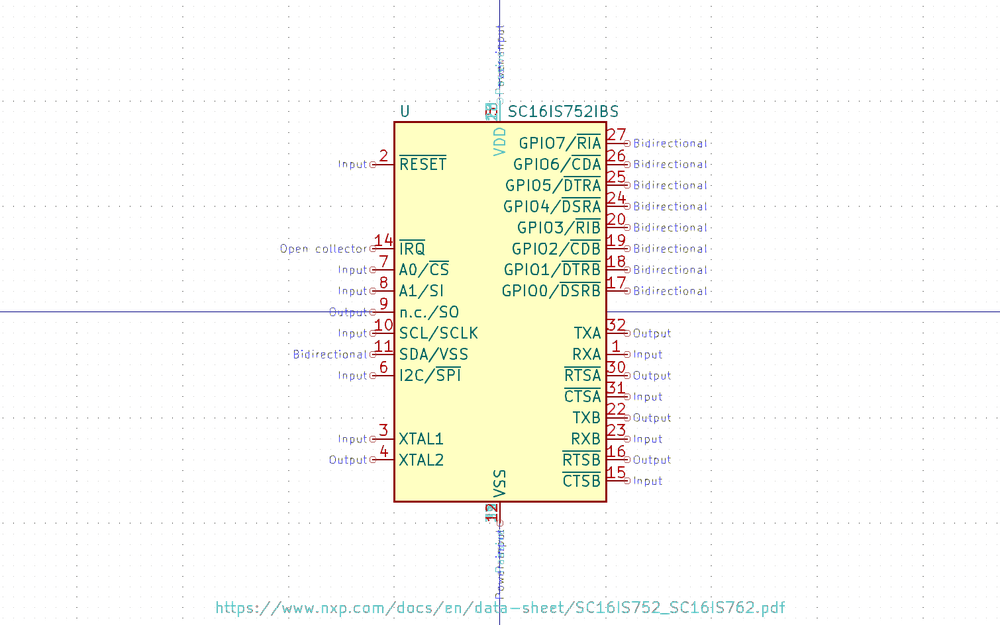 Power input
U SC16IS752IBS
VDD
27 GPIO7/RIA Bidirectional
Input 2 RESET
26 GPIO6/CDA Bidirectional
25 GPIO5/DTRA Bidirectional
24 GPIO4/DSRA Bidirectional
20 GPIO3/RIB Bidirectional
Open collector 14 IRQ
19 GPIO2/CDB Bidirectional
Input 7 A0/CS
18 GPIO1/DTRB Bidirectional
Input 8 A1/SI
17 GPIO0/DSRB Bidirectional
Output 9 n.c./SO
Input 10 SCL/SCLK
TXA 32 Output
Bidirectional 11 SDA/VSS
RXA 1 Input
Input 6 I2C/SPI
RTSA 30 Output
CTSA 31 Input
TXB 22 Output
Input 3 XTAL1
RXB 23 Input
Output 4 XTAL2
RTSB 16 Output
CTSB 15 Input
VSS
12
https://www.nxp.com/docs/en/data-sheet/SC16IS752_SC16IS762.pdf